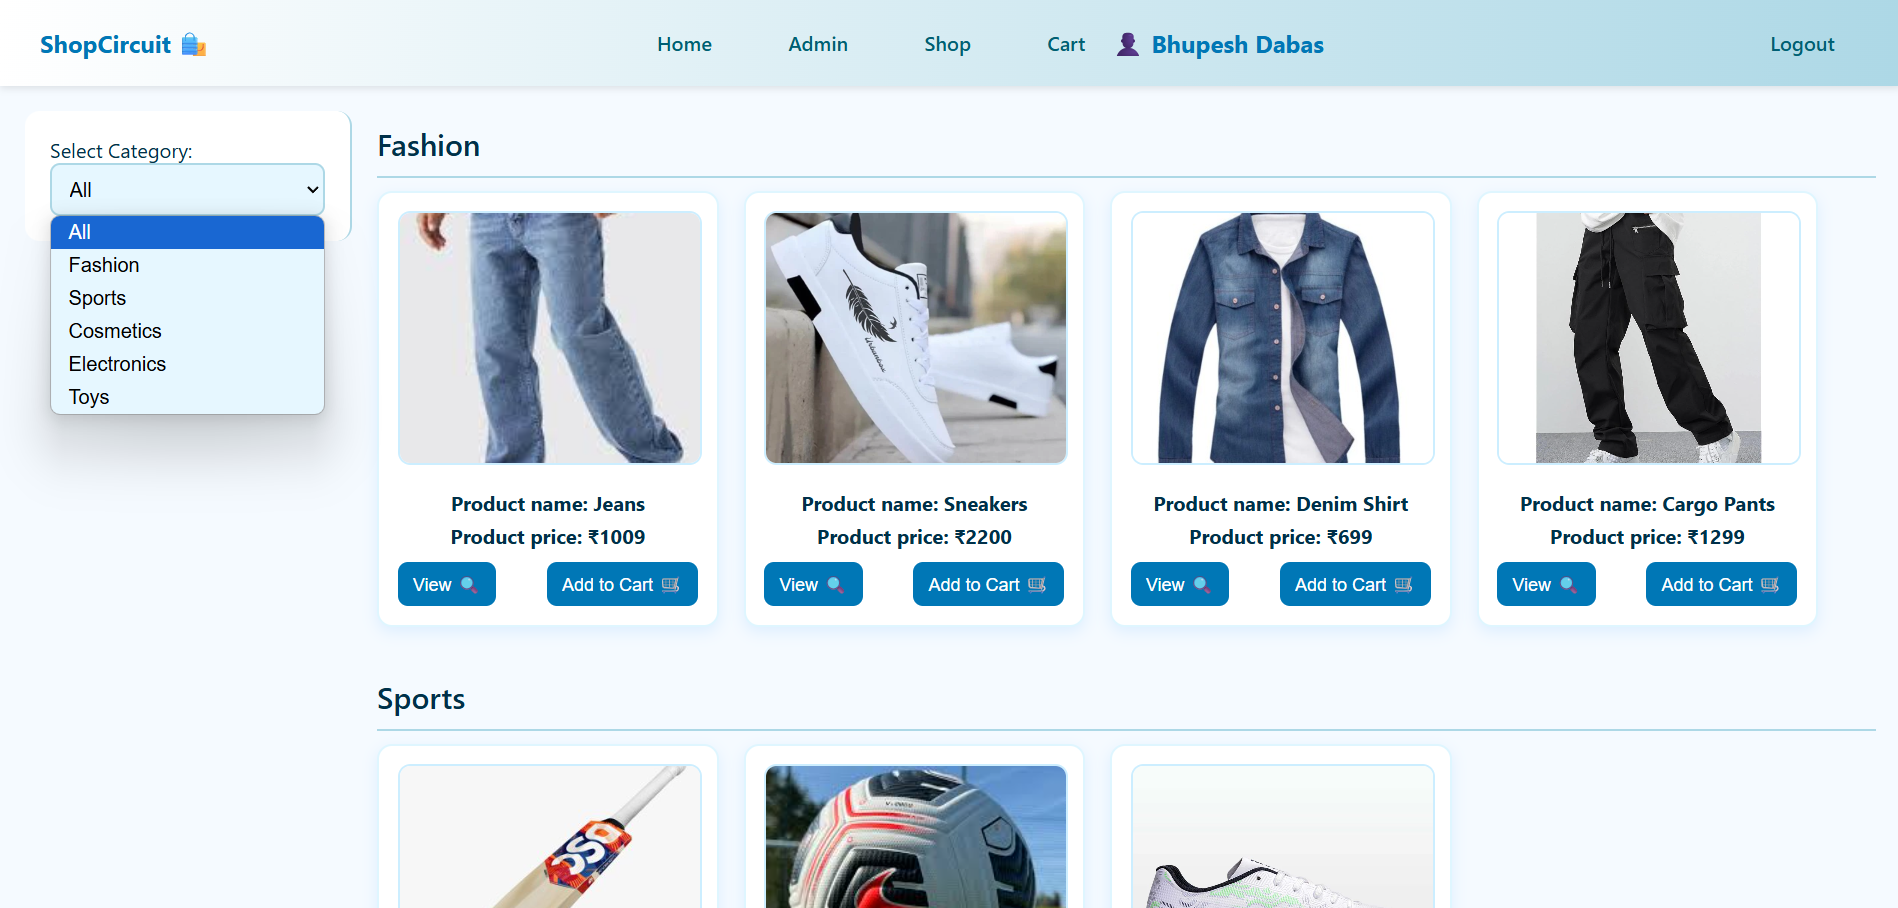 ShopCircuit
Home
Admin
Shop
Cart
Bhupesh Dabas
Logout
Select Category:
All
All
Fashion
Sports
Cosmetics
Electronics
Toys
Fashion
Product name: Jeans
Product price: ₹1009
View
Add to Cart
Product name: Sneakers
Product price: ₹2200
View
Add to Cart
Product name: Denim Shirt
Product price: ₹699
View
Add to Cart
Product name: Cargo Pants
Product price: ₹1299
View
Add to Cart
Sports